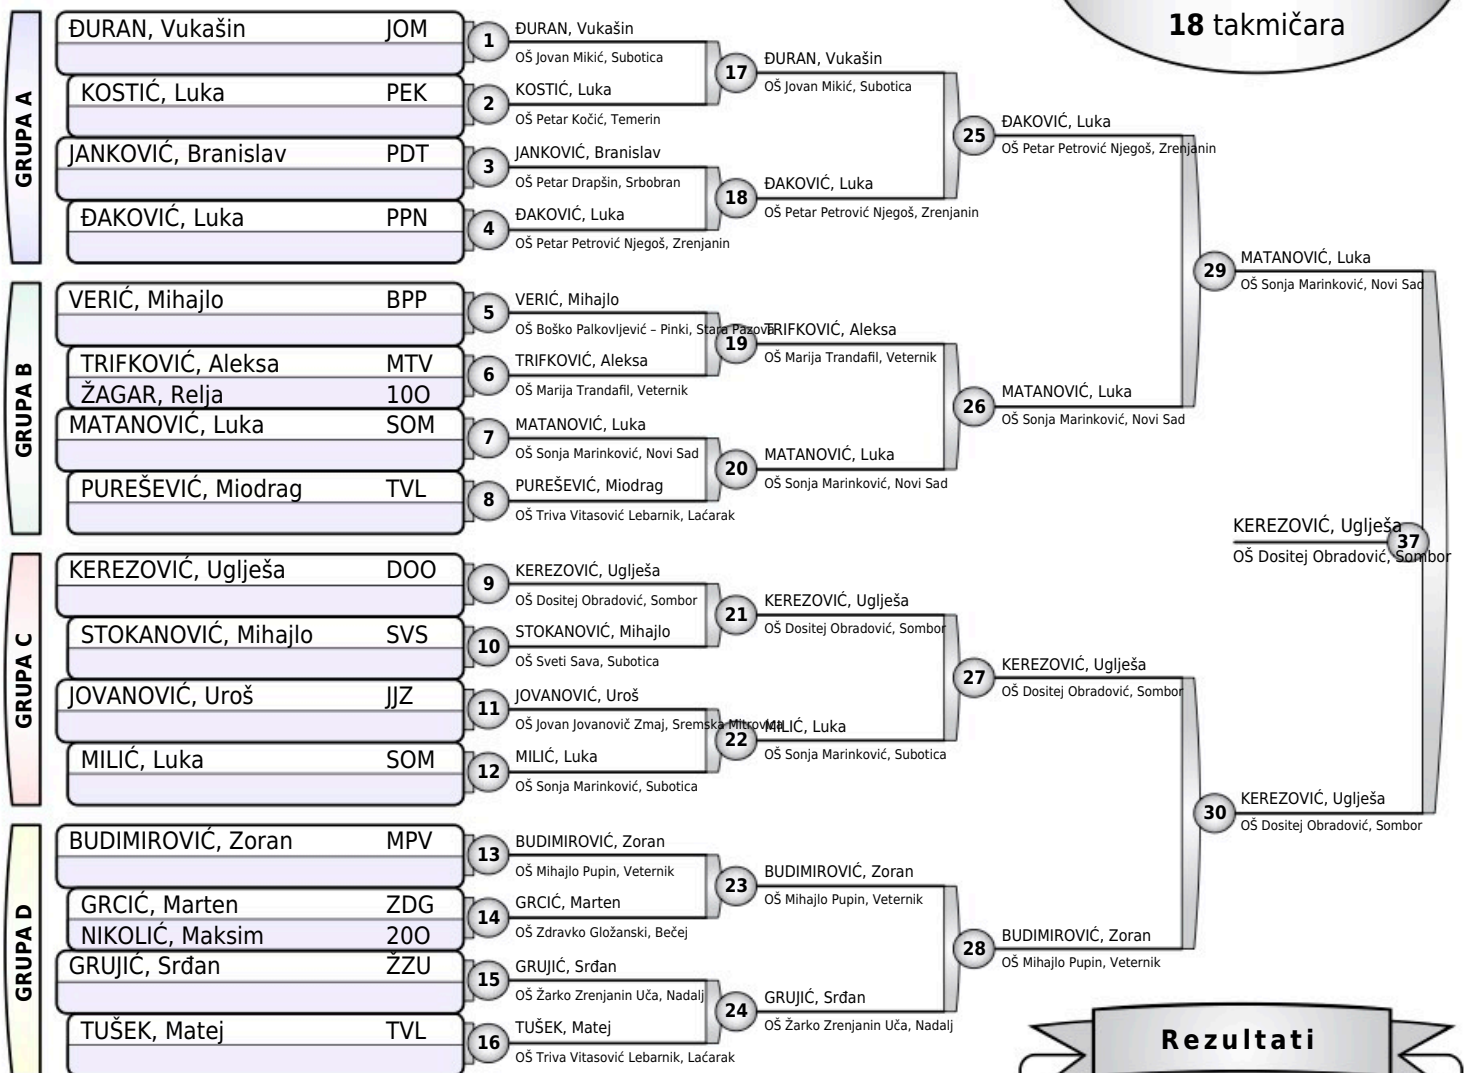 18 takmičara
GRUPA A
ĐURAN, Vukašin JOM
KOSTIĆ, Luka PEK
JANKOVIĆ, Branislav PDT
ĐAKOVIĆ, Luka PPN
GRUPA B
VERIĆ, Mihajlo BPP
TRIFKOVIĆ, Aleksa MTV
ŽAGAR, Relja 10O
MATANOVIĆ, Luka SOM
PUREŠEVIĆ, Miodrag TVL
GRUPA C
KEREZOVIĆ, Uglješa DOO
STOKANOVIĆ, Mihajlo SVS
JOVANOVIĆ, Uroš JJZ
MILIĆ, Luka SOM
GRUPA D
BUDIMIROVIĆ, Zoran MPV
GRCIĆ, Marten ZDG
NIKOLIĆ, Maksim 20O
GRUJIĆ, Srđan ŽZU
TUŠEK, Matej TVL
1 ĐURAN, Vukašin
OŠ Jovan Mikić, Subotica
2 KOSTIĆ, Luka
OŠ Petar Kočić, Temerin
3 JANKOVIĆ, Branislav
OŠ Petar Drapšin, Srbobran
4 ĐAKOVIĆ, Luka
OŠ Petar Petrović Njegoš, Zrenjanin
5 VERIĆ, Mihajlo
OŠ Boško Palkovljević – Pinki, Stara Pazova
6 TRIFKOVIĆ, Aleksa
OŠ Marija Trandafil, Veternik
7 MATANOVIĆ, Luka
OŠ Sonja Marinković, Novi Sad
8 PUREŠEVIĆ, Miodrag
OŠ Triva Vitasović Lebarnik, Laćarak
9 KEREZOVIĆ, Uglješa
OŠ Dositej Obradović, Sombor
10 STOKANOVIĆ, Mihajlo
OŠ Sveti Sava, Subotica
11 JOVANOVIĆ, Uroš
OŠ Jovan Jovanovič Zmaj, Sremska Mitrovica
12 MILIĆ, Luka
OŠ Sonja Marinković, Subotica
13 BUDIMIROVIĆ, Zoran
OŠ Mihajlo Pupin, Veternik
14 GRCIĆ, Marten
OŠ Zdravko Gložanski, Bečej
15 GRUJIĆ, Srđan
OŠ Žarko Zrenjanin Uča, Nadalj
16 TUŠEK, Matej
OŠ Triva Vitasović Lebarnik, Laćarak
17 ĐURAN, Vukašin
OŠ Jovan Mikić, Subotica
18 ĐAKOVIĆ, Luka
OŠ Petar Petrović Njegoš, Zrenjanin
19 TRIFKOVIĆ, Aleksa
OŠ Marija Trandafil, Veternik
20 MATANOVIĆ, Luka
OŠ Sonja Marinković, Novi Sad
21 KEREZOVIĆ, Uglješa
OŠ Dositej Obradović, Sombor
22 MILIĆ, Luka
OŠ Sonja Marinković, Subotica
23 BUDIMIROVIĆ, Zoran
OŠ Mihajlo Pupin, Veternik
24 GRUJIĆ, Srđan
OŠ Žarko Zrenjanin Uča, Nadalj
25 ĐAKOVIĆ, Luka
OŠ Petar Petrović Njegoš, Zrenjanin
26 MATANOVIĆ, Luka
OŠ Sonja Marinković, Novi Sad
27 KEREZOVIĆ, Uglješa
OŠ Dositej Obradović, Sombor
28 BUDIMIROVIĆ, Zoran
OŠ Mihajlo Pupin, Veternik
29 MATANOVIĆ, Luka
OŠ Sonja Marinković, Novi Sad
30 KEREZOVIĆ, Uglješa
OŠ Dositej Obradović, Sombor
KEREZOVIĆ, Uglješa 37
OŠ Dositej Obradović, Sombor
Rezultati